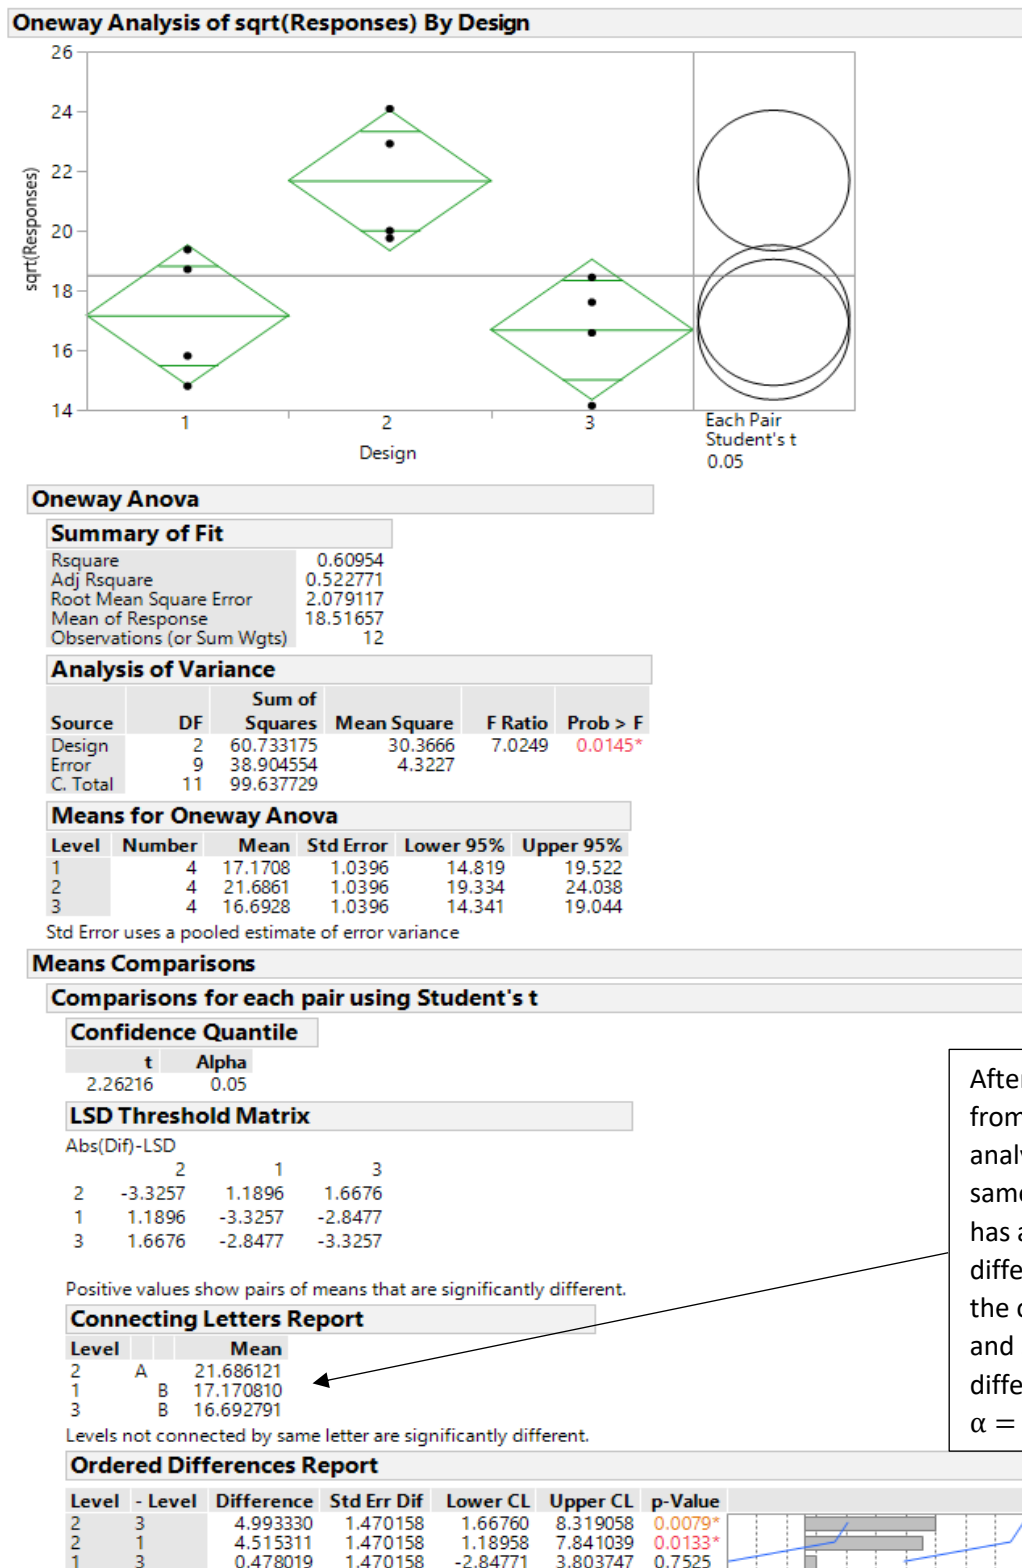 Oneway Analysis of sqrt(Responses) By Design
26
24
22
20
18
16
14
sqrt(Responses)
1 2 3
Design
Each Pair
Student's t
0.05
Oneway Anova
Summary of Fit
Rsquare 0.60954
Adj Rsquare 0.522771
Root Mean Square Error 2.079117
Mean of Response 18.51657
Observations (or Sum Wgts) 12
Analysis of Variance
Sum of
Source DF Squares Mean Square F Ratio Prob > F
Design 2 60.733175 30.3666 7.0249 0.0145*
Error 9 38.904554 4.3227
C. Total 11 99.637729
Means for Oneway Anova
Level Number Mean Std Error Lower 95% Upper 95%
1 4 17.1708 1.0396 14.819 19.522
2 4 21.6861 1.0396 19.334 24.038
3 4 16.6928 1.0396 14.341 19.044
Std Error uses a pooled estimate of error variance
Means Comparisons
Comparisons for each pair using Student's t
Confidence Quantile
t Alpha
2.26216 0.05
LSD Threshold Matrix
Abs(Dif)-LSD
2 1 3
2 -3.3257 1.1896 1.6676
1 1.1896 -3.3257 -2.8477
3 1.6676 -2.8477 -3.3257
Positive values show pairs of means that are significantly different.
Connecting Letters Report
Level Mean
2 A 21.686121
1 B 17.170810
3 B 16.692791
Levels not connected by same letter are significantly different.
Ordered Differences Report
Level - Level Difference Std Err Dif Lower CL Upper CL p-Value
2 3 4.993330 1.470158 1.66760 8.319058 0.0079*
2 1 4.515311 1.470158 1.18958 7.841039 0.0133*
1 3 0.478019 1.470158 -2.84771 3.803747 0.7525
from
same
has
the
and
α =